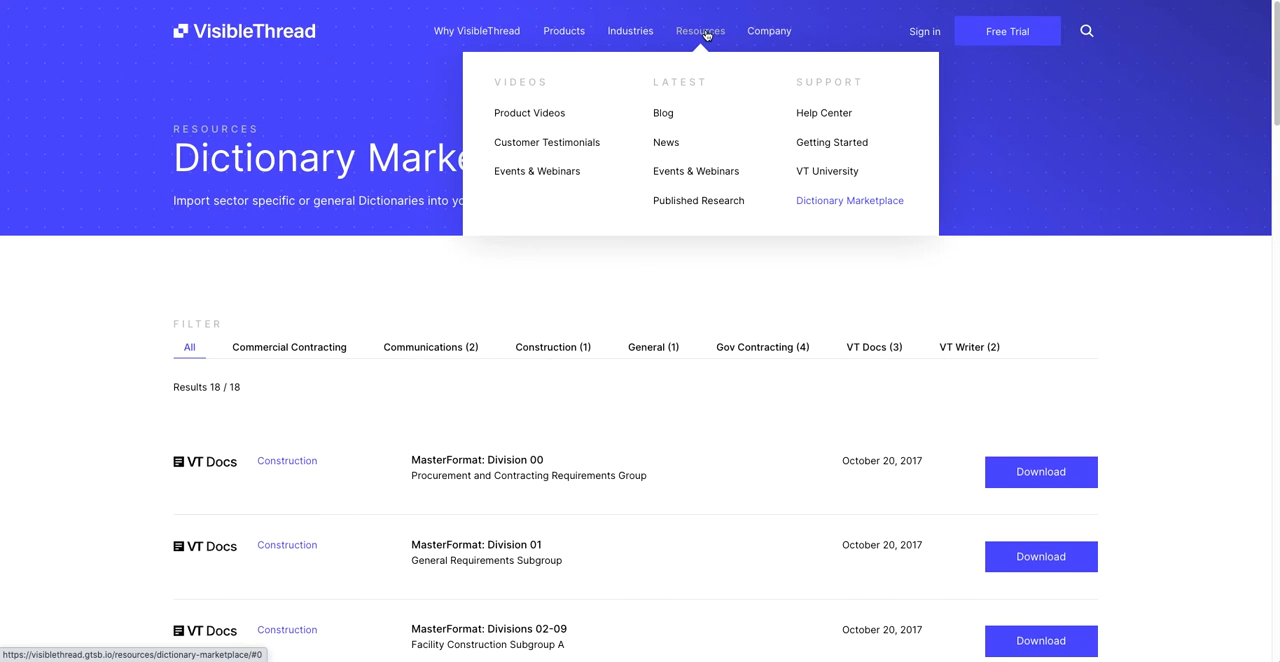 VisibleThread
Why VisibleThread Products Industries Resources Company
Sign in
Free Trial
VIDEOS
Product Videos
Customer Testimonials
Events & Webinars
LATEST
Blog
News
Events & Webinars
Published Research
SUPPORT
Help Center
Getting Started
VT University
Dictionary Marketplace
RESOURCES
Dictionary Marke
Import sector specific or general Dictionaries into yo
FILTER
All Commercial Contracting Communications (2) Construction (1) General (1) Gov Contracting (4) VT Docs (3) VT Writer (2)
Results 18 / 18
VT Docs Construction MasterFormat: Division 00 October 20, 2017 Download
Procurement and Contracting Requirements Group
VT Docs Construction MasterFormat: Division 01 October 20, 2017 Download
General Requirements Subgroup
VT Docs Construction MasterFormat: Divisions 02-09 October 20, 2017 Download
Facility Construction Subgroup A
https://visiblethread.gtsb.io/resources/dictionary-marketplace/#0